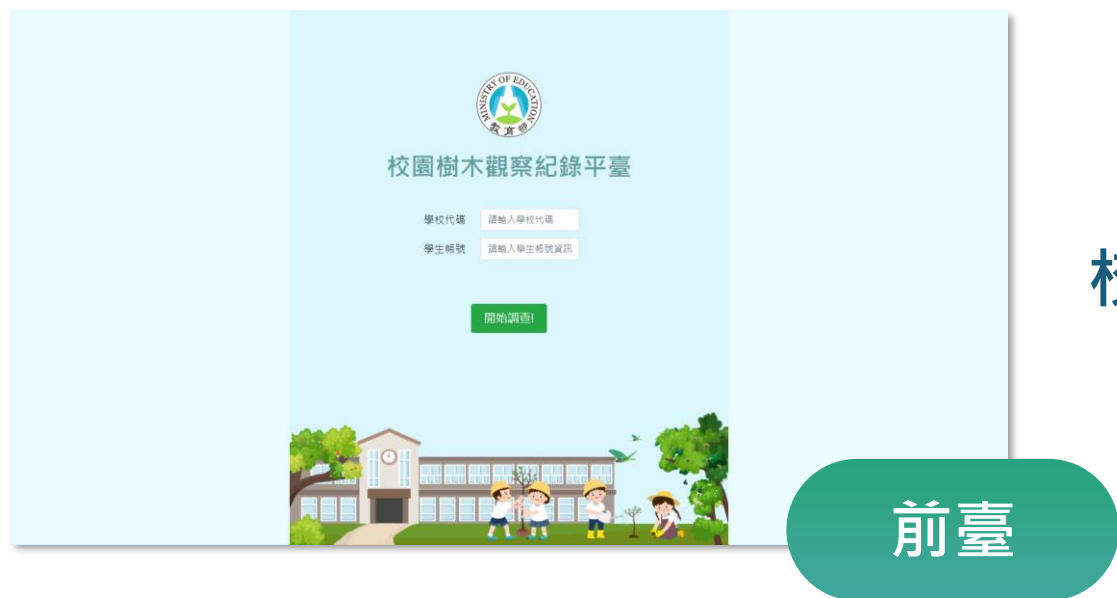 MINISTRY OF EDUCATION
教育部
校園樹木觀察紀錄平臺
學校代碼 請輸入學校代碼
學生帳號 請輸入學生帳號資訊
開始調查!
前臺